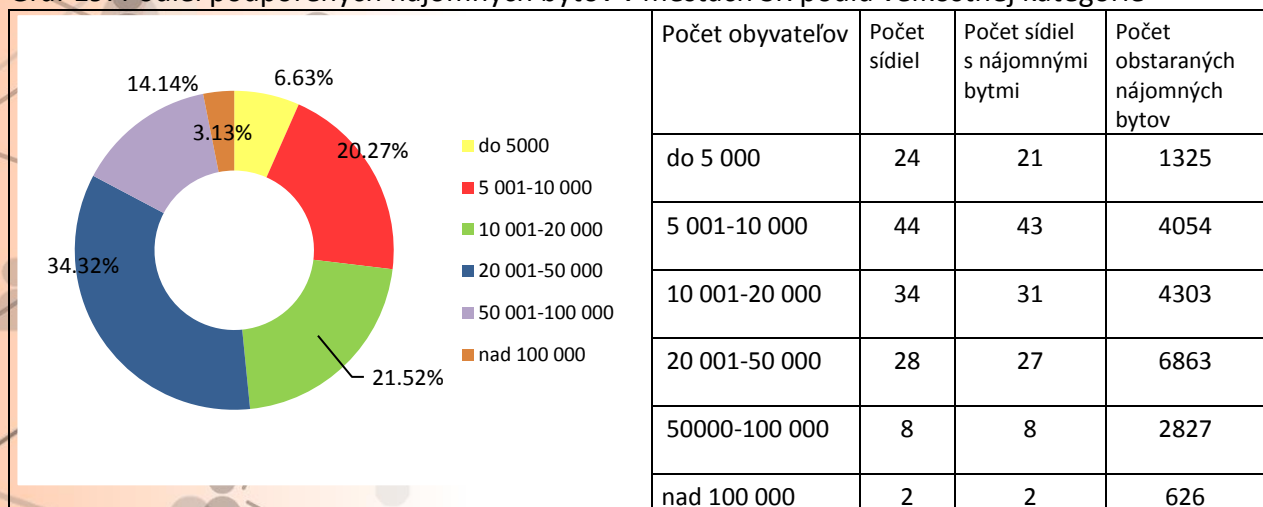 14.14%
6.63%
3.13%
20.27%
34.32%
21.52%
do 5000
5 001-10 000
10 001-20 000
20 001-50 000
50 001-100 000
nad 100 000
Počet obyvateľov
Počet
sídiel
Počet sídiel
s nájomnými
bytmi
Počet
obstaraných
nájomných
bytov
do 5 000 24 21 1325
5 001-10 000 44 43 4054
10 001-20 000 34 31 4303
20 001-50 000 28 27 6863
50000-100 000 8 8 2827
nad 100 000 2 2 626